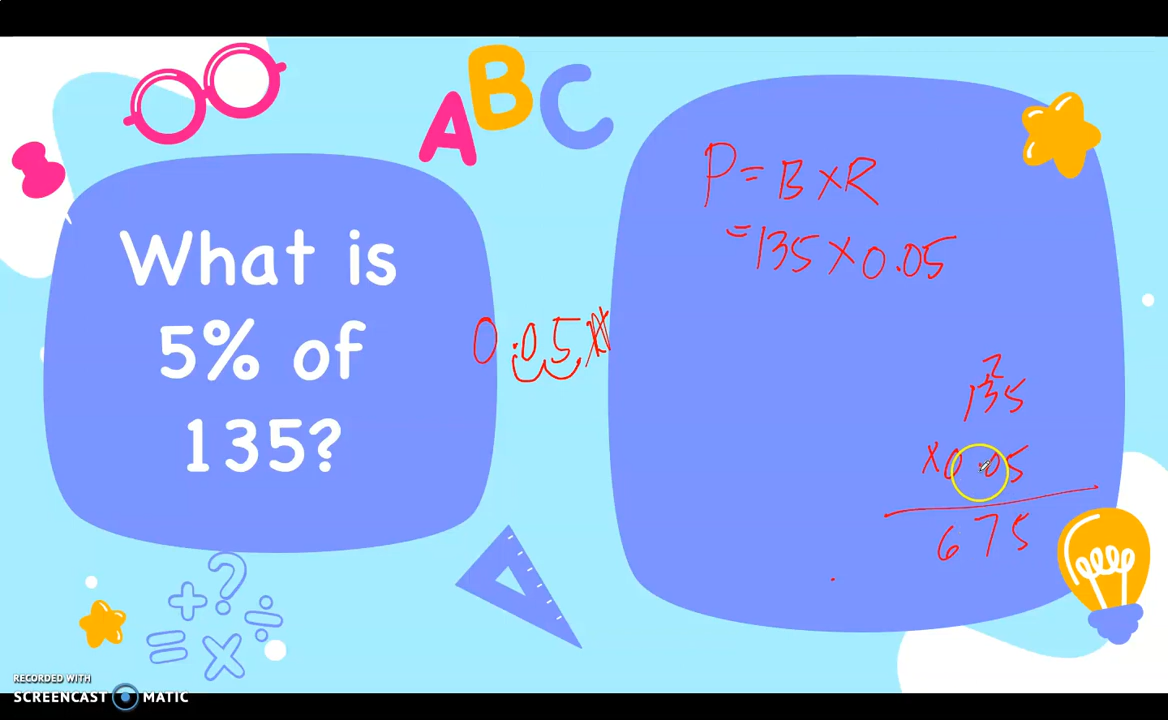 ABC
What is
5% of
135?
0.05
P = B x R
= 135 x 0.05
2
135
x 0.05
675
RECORDED WITH
SCREENCAST MATIC